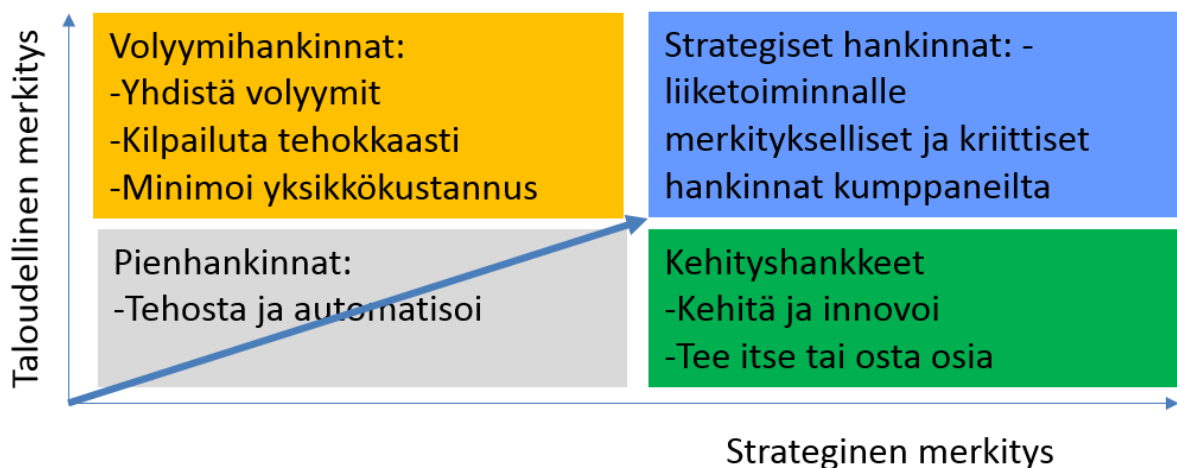 Taloudellinen merkitys
Volyymihankinnat:
-Yhdistä volyymit
-Kilpailuta tehokkaasti
-Minimoi yksikkökustannus
Strategiset hankinnat: -
liiketoiminnalle
merkitykselliset ja kriittiset
hankinnat kumppaneilta
Pienhankinnat:
-Tehosta ja automatisoi
Kehityshankkeet
-Kehitä ja innovoi
-Tee itse tai osta osia
Strateginen merkitys